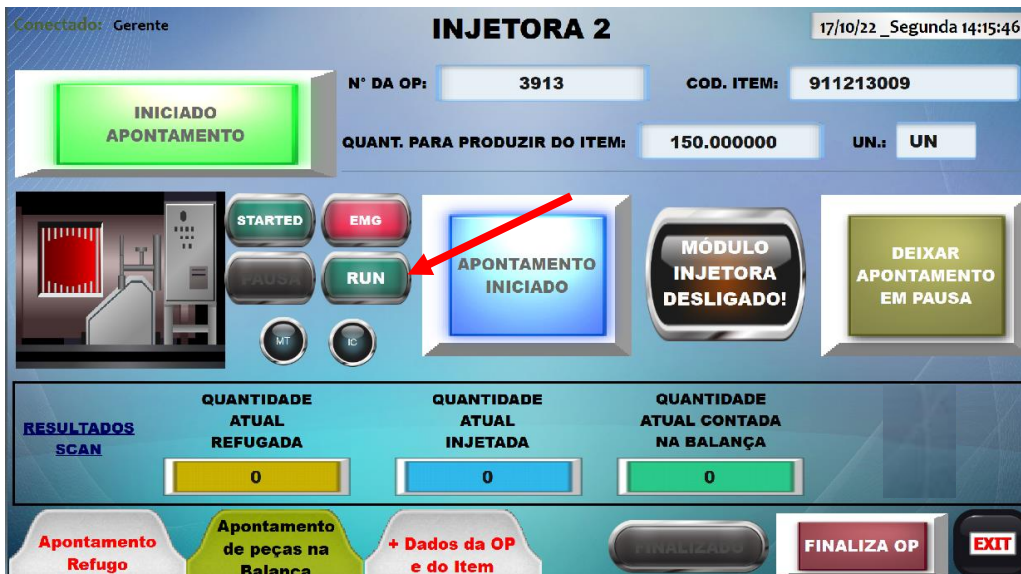 Conectado: Gerente
INJETORA 2
17/10/22_Segunda 14:15:46
INICIADO
APONTAMENTO
N° DA OP: 3913
COD. ITEM: 911213009
QUANT. PARA PRODUZIR DO ITEM: 150.000000
UN.: UN
STARTED
EMG
PAUSA
RUN
MT
IC
APONTAMENTO
INICIADO
MÓDULO
INJETORA
DESLIGADO!
DEIXAR
APONTAMENTO
EM PAUSA
RESULTADOS
SCAN
QUANTIDADE
ATUAL
REFUGADA
0
QUANTIDADE
ATUAL
INJETADA
0
QUANTIDADE
ATUAL CONTADA
NA BALANÇA
0
Apontamento
Refugo
Apontamento
de peças na
Balança
+ Dados da OP
e do Item
FINALIZADO
FINALIZA OP
EXIT